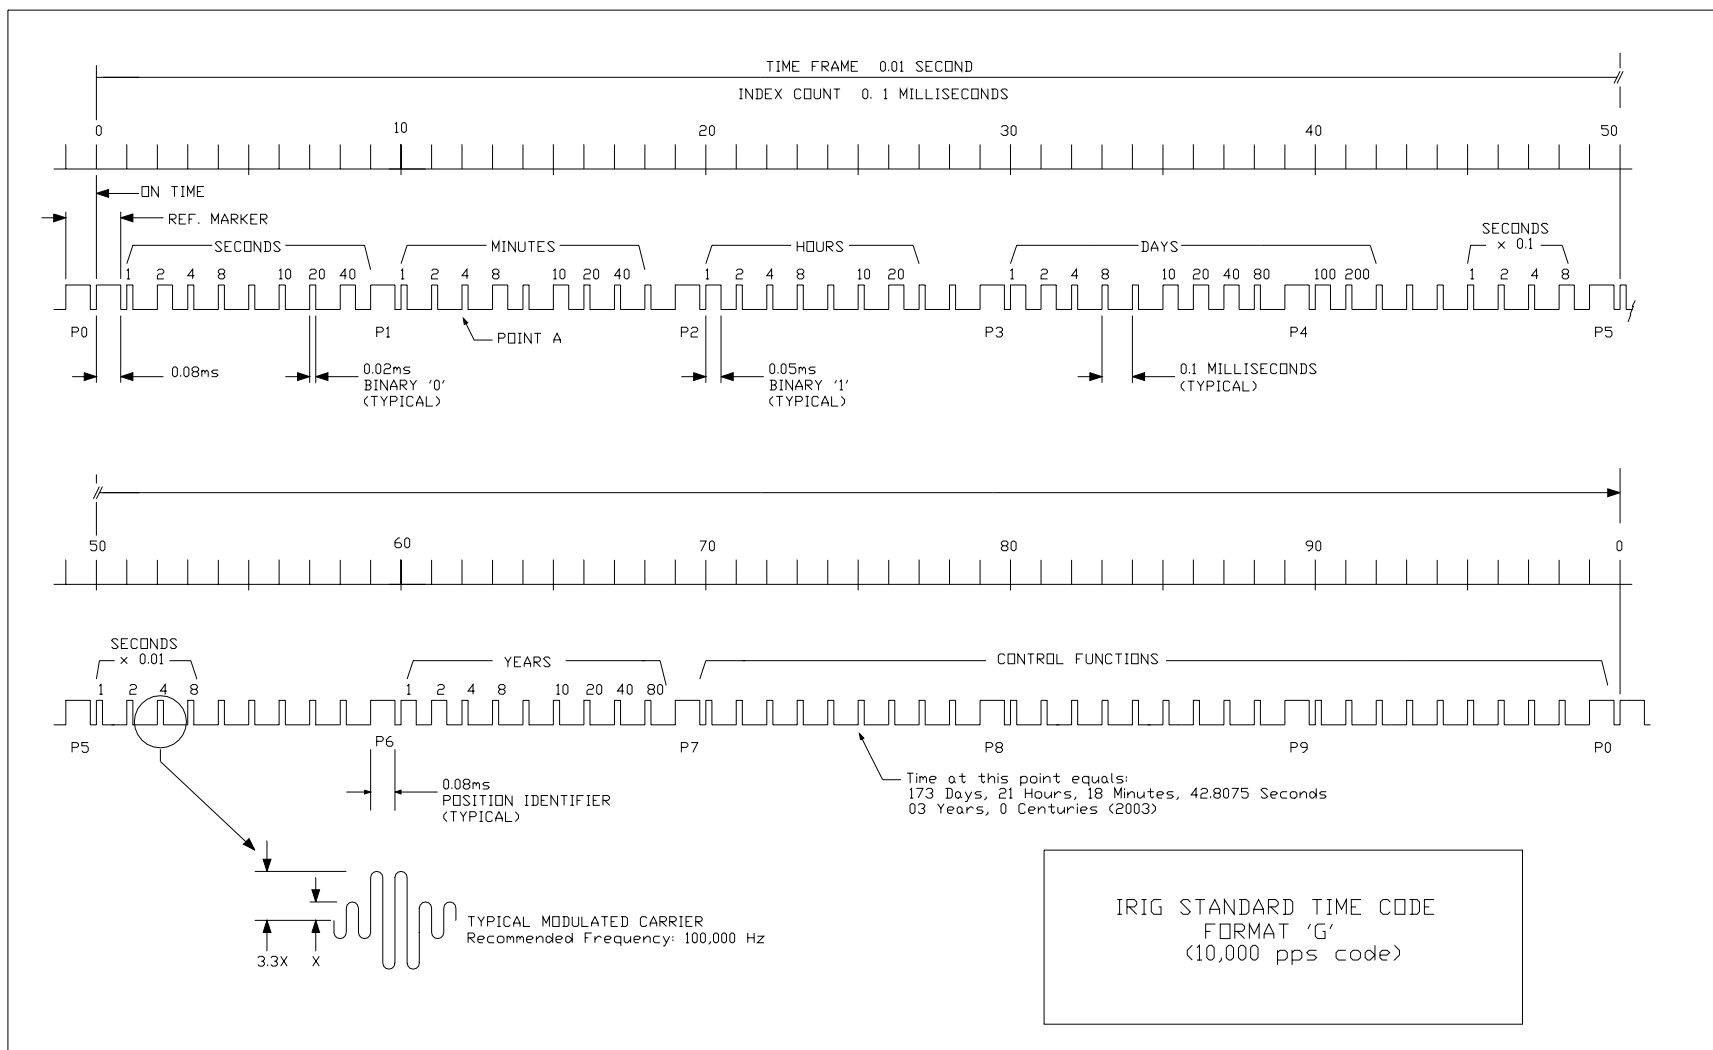 TIME FRAME 0.01 SECOND
INDEX COUNT 0. 1 MILLISECONDS
0 10 20 30 40 50
ON TIME
REF. MARKER
SECONDS MINUTES HOURS DAYS SECONDS
× 0.1
1 2 4 8 10 20 40 1 2 4 8 10 20 40 1 2 4 8 10 20 1 2 4 8 10 20 40 80 100 200 1 2 4 8
P0 P1 P2 P3 P4 P5
POINT A
0.08ms
0.02ms
BINARY '0'
(TYPICAL)
0.05ms
BINARY '1'
(TYPICAL)
0.1 MILLISECONDS
(TYPICAL)
50 60 70 80 90 0
SECONDS
× 0.01
YEARS
CONTROL FUNCTIONS
1 2 4 8 1 2 4 8 10 20 40 80
P5 P6 P7 P8 P9 P0
0.08ms
POSITION IDENTIFIER
(TYPICAL)
Time at this point equals:
173 Days, 21 Hours, 18 Minutes, 42.8075 Seconds
03 Years, 0 Centuries (2003)
TYPICAL MODULATED CARRIER
Recommended Frequency: 100,000 Hz
3.3X X
IRIG STANDARD TIME CODE
FORMAT 'G'
(10,000 pps code)